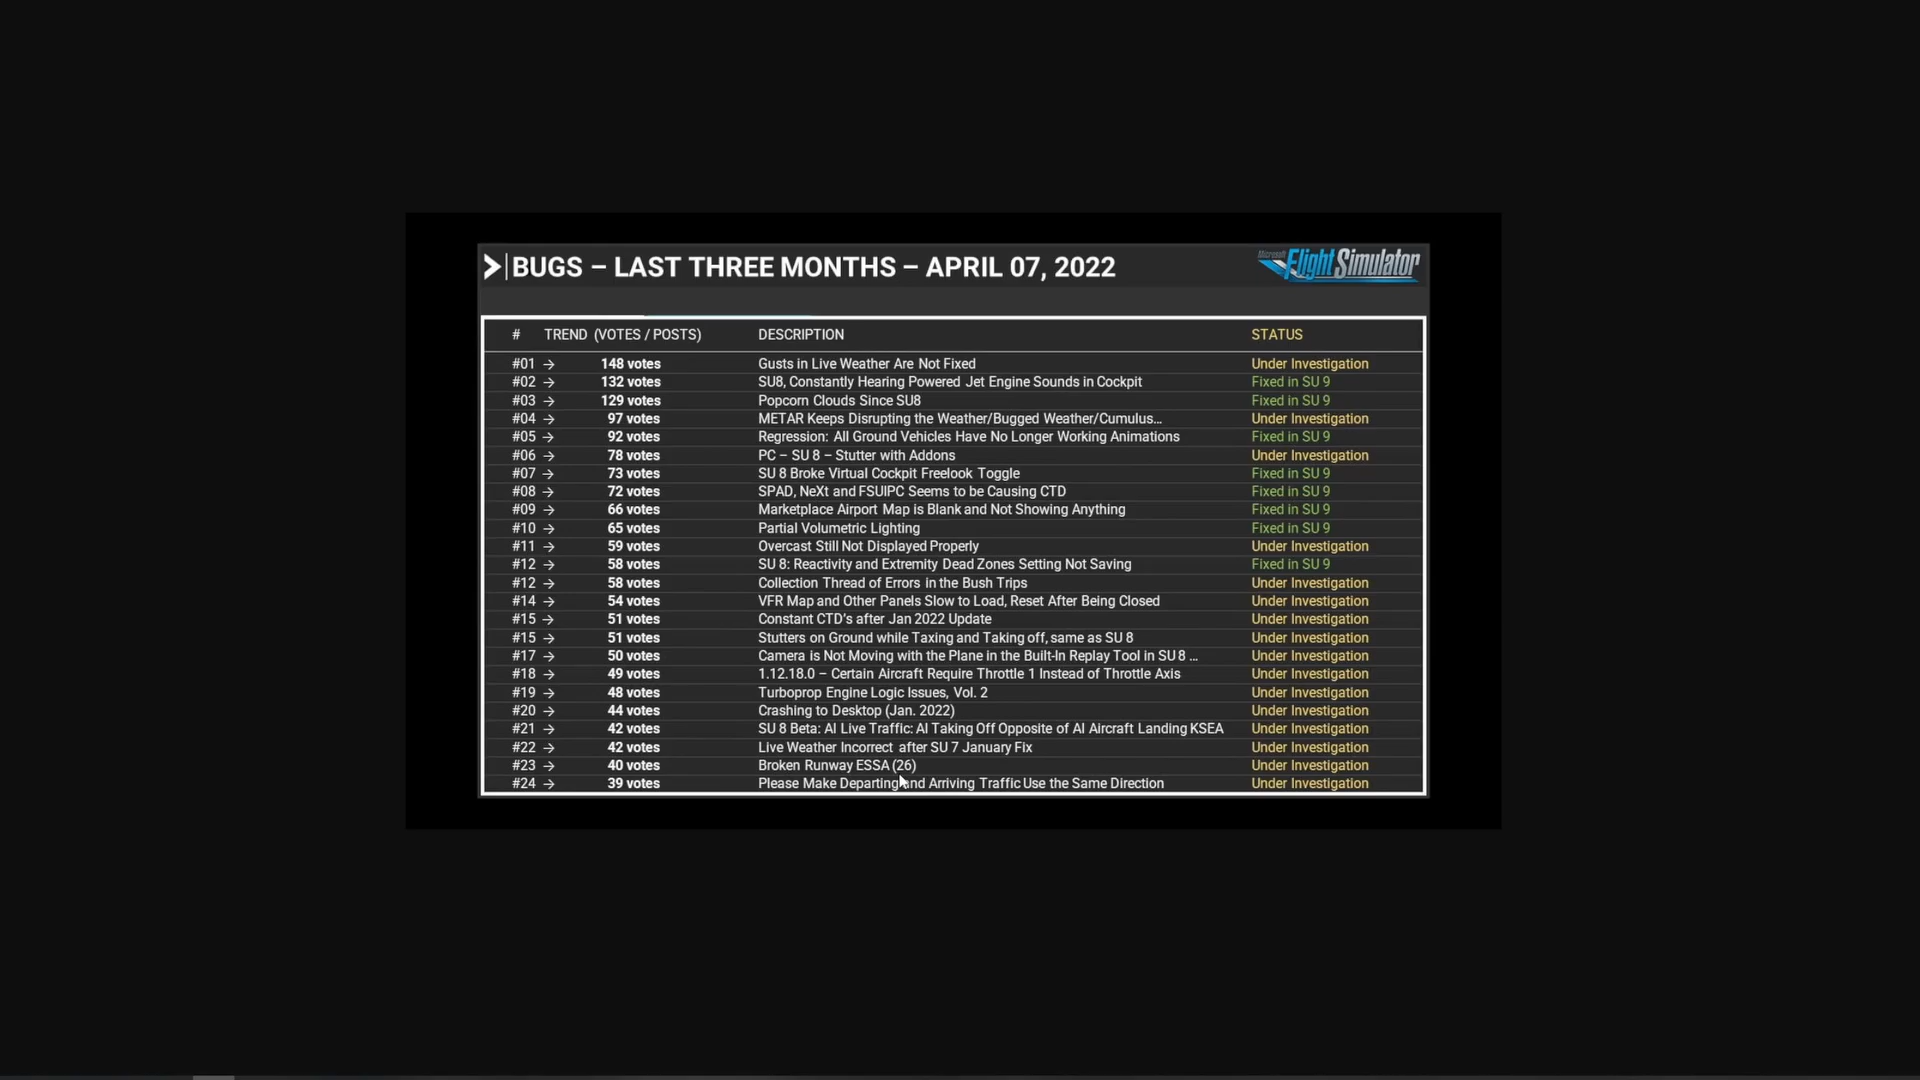 BUGS – LAST THREE MONTHS – APRIL 07, 2022
Microsoft
Flight Simulator
# TREND (VOTES / POSTS) DESCRIPTION STATUS
#01 → 148 votes Gusts in Live Weather Are Not Fixed Under Investigation
#02 → 132 votes SU8, Constantly Hearing Powered Jet Engine Sounds in Cockpit Fixed in SU 9
#03 → 129 votes Popcorn Clouds Since SU8 Fixed in SU 9
#04 → 97 votes METAR Keeps Disrupting the Weather/Bugged Weather/Cumulus... Under Investigation
#05 → 92 votes Regression: All Ground Vehicles Have No Longer Working Animations Fixed in SU 9
#06 → 78 votes PC – SU 8 – Stutter with Addons Under Investigation
#07 → 73 votes SU 8 Broke Virtual Cockpit Freelook Toggle Fixed in SU 9
#08 → 72 votes SPAD, NeXt and FSUIPC Seems to be Causing CTD Fixed in SU 9
#09 → 66 votes Marketplace Airport Map is Blank and Not Showing Anything Fixed in SU 9
#10 → 65 votes Partial Volumetric Lighting Fixed in SU 9
#11 → 59 votes Overcast Still Not Displayed Properly Under Investigation
#12 → 58 votes SU 8: Reactivity and Extremity Dead Zones Setting Not Saving Fixed in SU 9
#12 → 58 votes Collection Thread of Errors in the Bush Trips Under Investigation
#14 → 54 votes VFR Map and Other Panels Slow to Load, Reset After Being Closed Under Investigation
#15 → 51 votes Constant CTD's after Jan 2022 Update Under Investigation
#15 → 51 votes Stutters on Ground while Taxing and Taking off, same as SU 8 Under Investigation
#17 → 50 votes Camera is Not Moving with the Plane in the Built-In Replay Tool in SU 8 ... Under Investigation
#18 → 49 votes 1.12.18.0 – Certain Aircraft Require Throttle 1 Instead of Throttle Axis Under Investigation
#19 → 48 votes Turboprop Engine Logic Issues, Vol. 2 Under Investigation
#20 → 44 votes Crashing to Desktop (Jan. 2022) Under Investigation
#21 → 42 votes SU 8 Beta: AI Live Traffic: AI Taking Off Opposite of AI Aircraft Landing KSEA Under Investigation
#22 → 42 votes Live Weather Incorrect after SU 7 January Fix Under Investigation
#23 → 40 votes Broken Runway ESSA (26) Under Investigation
#24 → 39 votes Please Make Departing and Arriving Traffic Use the Same Direction Under Investigation